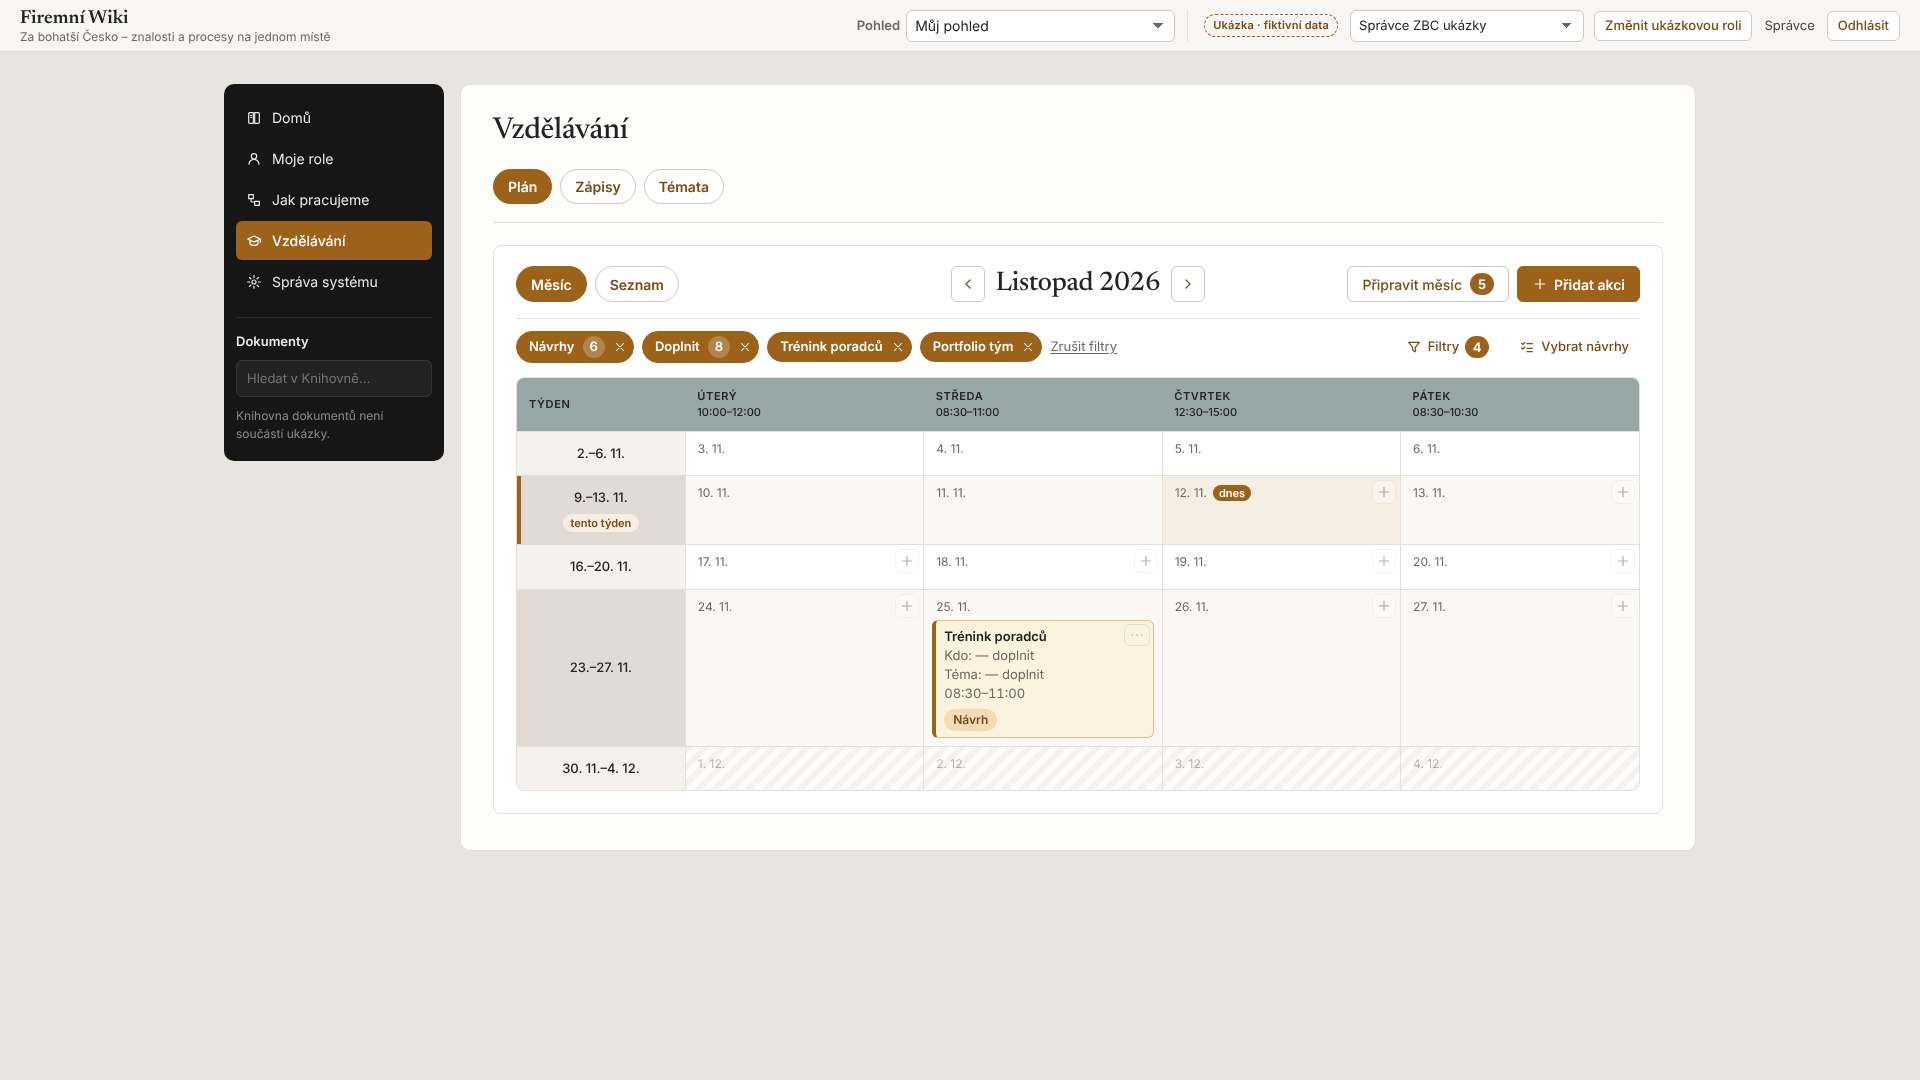 Firemní Wiki
Za bohatší Česko – znalosti a procesy na jednom místě
Pohled
Můj pohled
Ukázka · fiktivní data
Správce ZBC ukázky
Změnit ukázkovou roli
Správce
Odhlásit
Domů
Moje role
Jak pracujeme
Vzdělávání
Správa systému
Dokumenty
Hledat v Knihovně...
Knihovna dokumentů není
součástí ukázky.
Vzdělávání
Plán
Zápisy
Témata
Měsíc
Seznam
Listopad 2026
Připravit měsíc 5
+ Přidat akci
Návrhy 6 ×
Doplnit 8 ×
Trénink poradců ×
Portfolio tým ×
Zrušit filtry
Filtry 4
Vybrat návrhy
TÝDEN
ÚTERÝ
10:00–12:00
STŘEDA
08:30–11:00
ČTVRTEK
12:30–15:00
PÁTEK
08:30–10:30
2.–6. 11.
3. 11.
4. 11.
5. 11.
6. 11.
9.–13. 11.
tento týden
10. 11.
11. 11.
12. 11. dnes
13. 11.
16.–20. 11.
17. 11.
18. 11.
19. 11.
20. 11.
23.–27. 11.
24. 11.
25. 11.
Trénink poradců
Kdo: — doplnit
Téma: — doplnit
08:30–11:00
Návrh
26. 11.
27. 11.
30. 11.–4. 12.
1. 12.
2. 12.
3. 12.
4. 12.